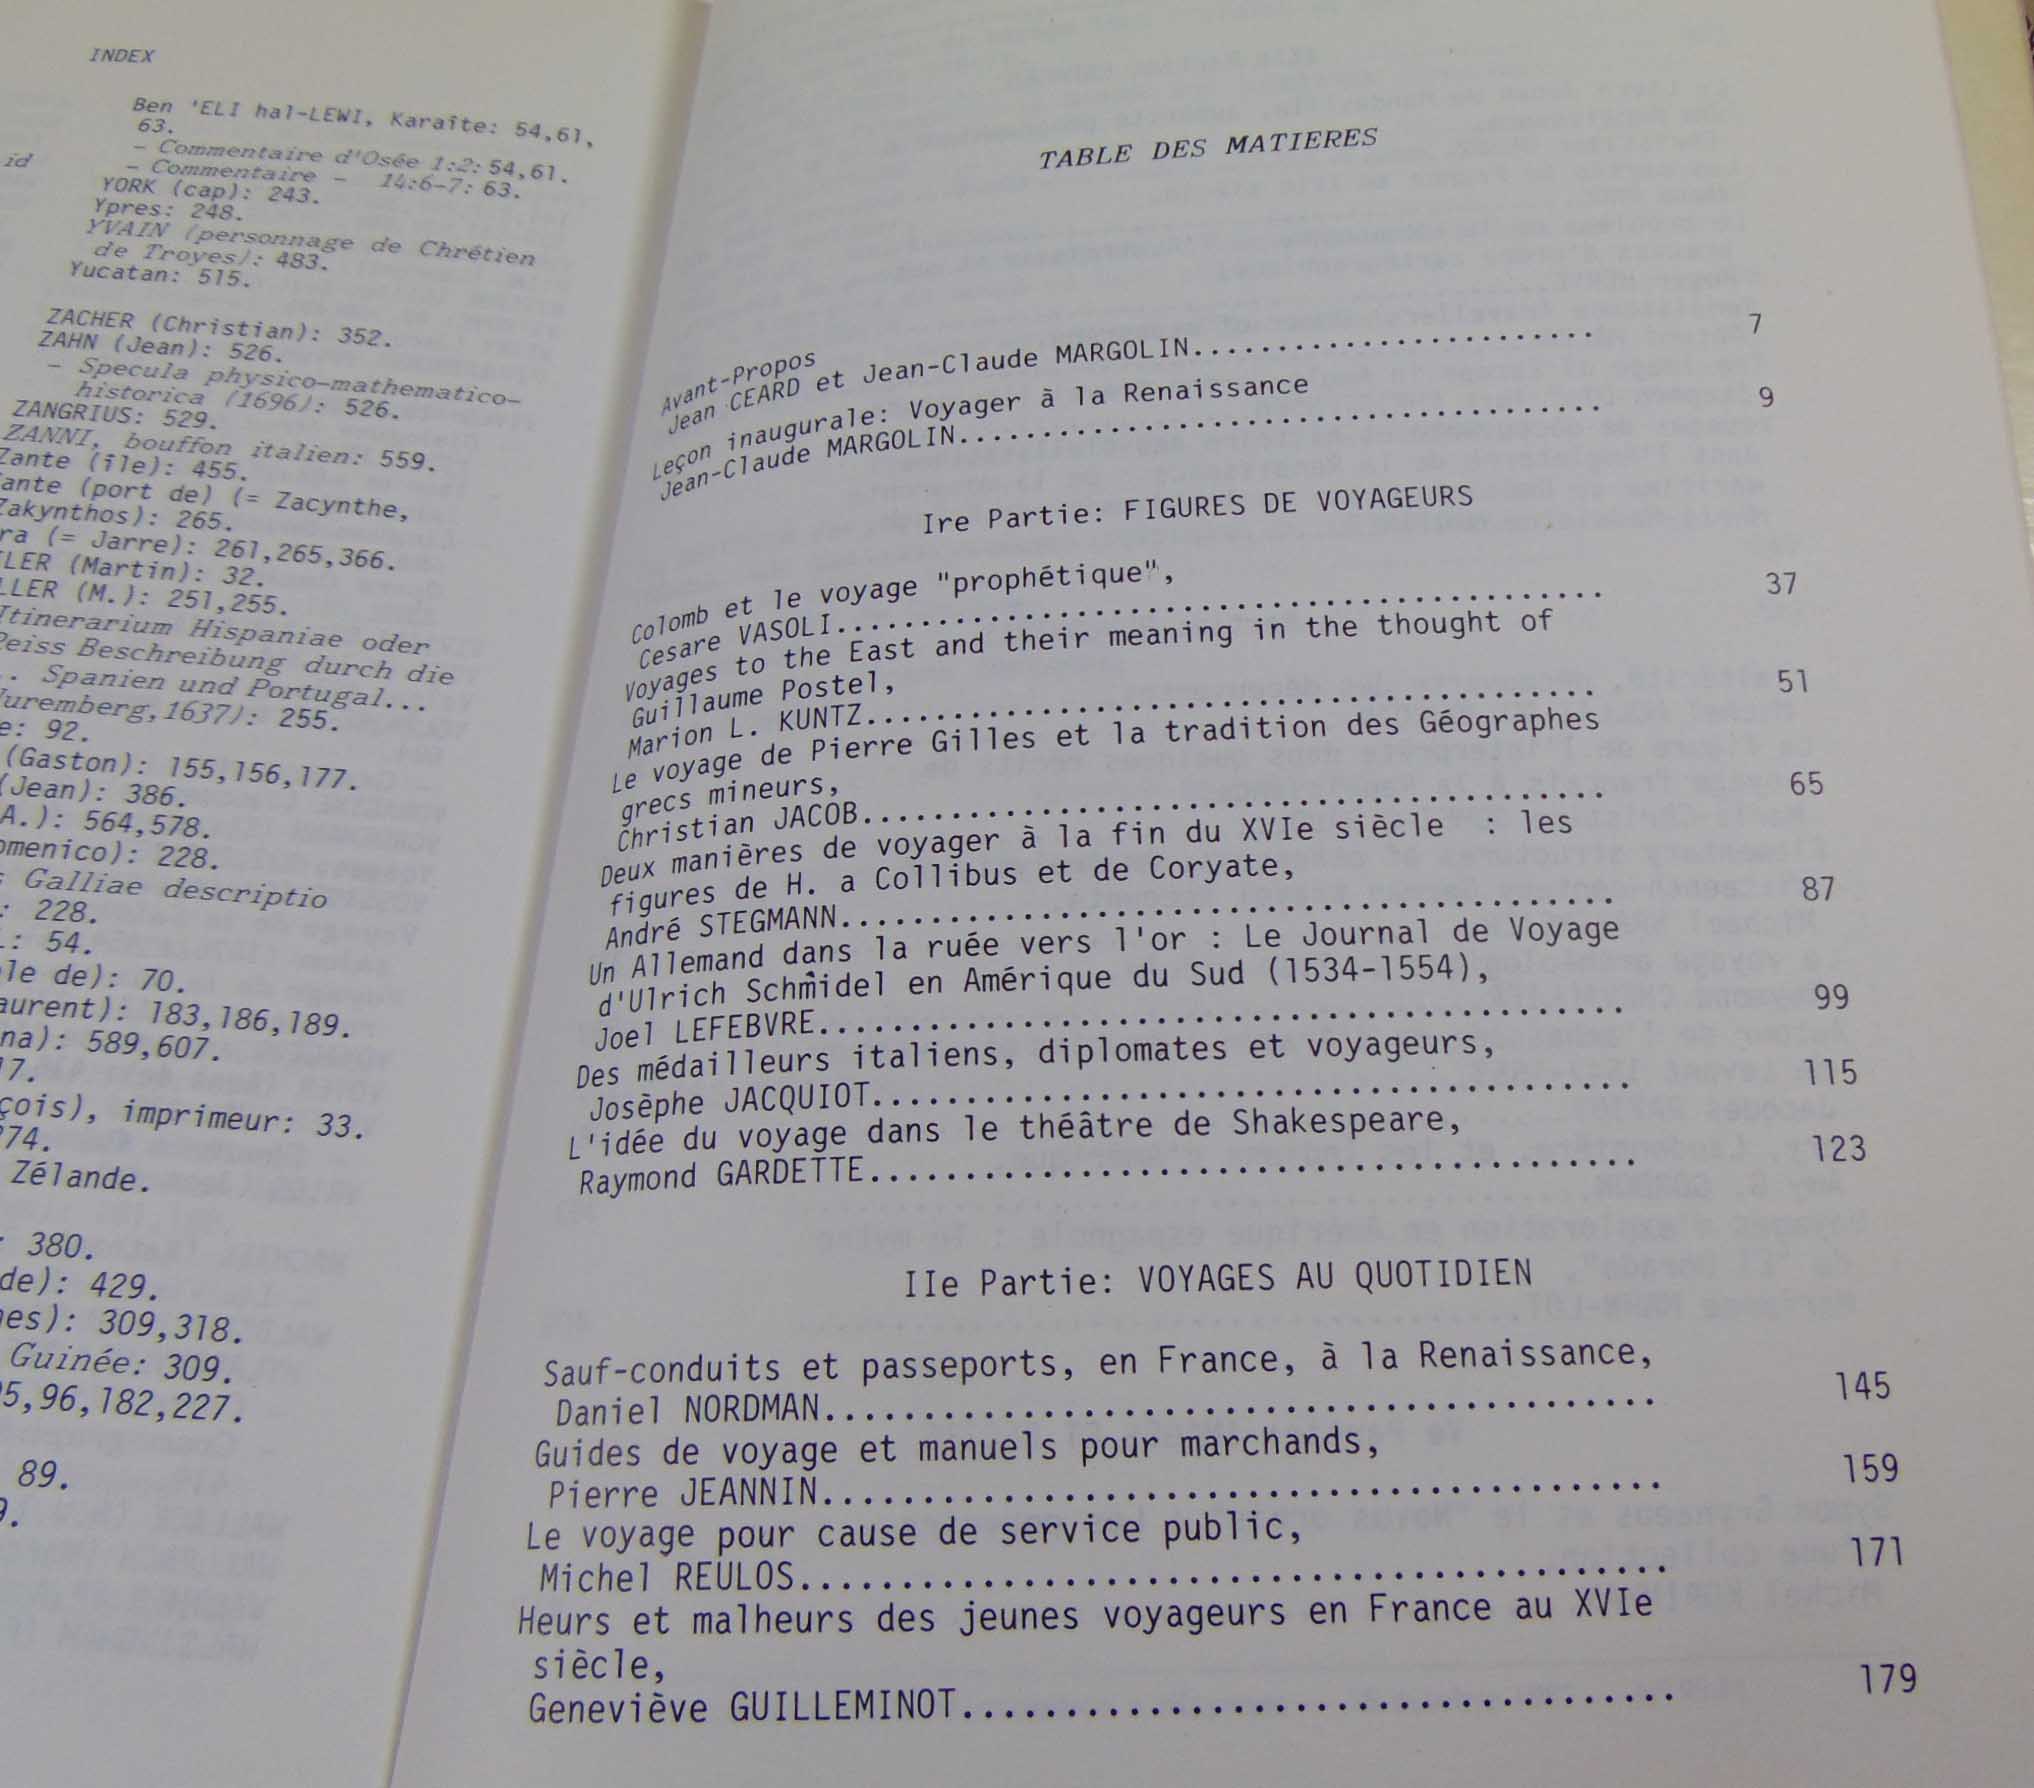 INDEX
Ben 'ELI hal-LEWI, Karaîte: 54,61,
63.
- Commentaire d'Osée 1:2: 54,61.
- Commentaire - 14:6-7: 63.
id
YORK (cap): 243.
Ypres: 248.
YVAIN (personnage de Chrétien
de Troyes): 483.
Yucatan: 515.
ZACHER (Christian): 352.
ZAHN (Jean): 526.
- Specula physico-mathematico-
historica (1696): 526.
ZANGRIUS: 529.
ZANNI, bouffon italien: 559.
Zante (île): 455.
ante (port de) (= Zacynthe,
Zakynthos): 265.
ra (= Jarre): 261,265,366.
LER (Martin): 32.
LLER (M.): 251,255.
Itinerarium Hispaniae oder
Reiss Beschreibung durch die
.. Spanien und Portugal...
Nuremberg,1637): 255.
e: 92.
(Gaston): 155,156,177.
(Jean): 386.
A.): 564,578.
omenico): 228.
Galliae descriptio
: 228.
: 54.
le de): 70.
aurent): 183,186,189.
na): 589,607.
17.
çois), imprimeur: 33.
74.
Zélande.
: 380.
de): 429.
es): 309,318.
Guinée: 309.
95,96,182,227.
89.
9.
TABLE DES MATIERES
Avant-Propos
Jean CEARD et Jean-Claude MARGOLIN........................ 7
Leçon inaugurale: Voyager à la Renaissance
Jean-Claude MARGOLIN....................................... 9
Ire Partie: FIGURES DE VOYAGEURS
Colomb et le voyage "prophétique",
Cesare VASOLI.............................................. 37
Voyages to the East and their meaning in the thought of
Guillaume Postel,
Marion L. KUNTZ........................................... 51
Le voyage de Pierre Gilles et la tradition des Géographes
grecs mineurs,
Christian JACOB............................................ 65
Deux manières de voyager à la fin du XVIe siècle : les
figures de H. a Collibus et de Coryate,
André STEGMANN............................................. 87
Un Allemand dans la ruée vers l'or : Le Journal de Voyage
d'Ulrich Schmidel en Amérique du Sud (1534-1554),
Joel LEFEBVRE.............................................. 99
Des médailleurs italiens, diplomates et voyageurs,
Josèphe JACQUIOT........................................... 115
L'idée du voyage dans le théâtre de Shakespeare,
Raymond GARDETTE........................................... 123
IIe Partie: VOYAGES AU QUOTIDIEN
Sauf-conduits et passeports, en France, à la Renaissance,
Daniel NORDMAN............................................. 145
Guides de voyage et manuels pour marchands,
Pierre JEANNIN............................................. 159
Le voyage pour cause de service public,
Michel REULOS.............................................. 171
Heurs et malheurs des jeunes voyageurs en France au XVIe
siècle,
Geneviève GUILLEMINOT...................................... 179